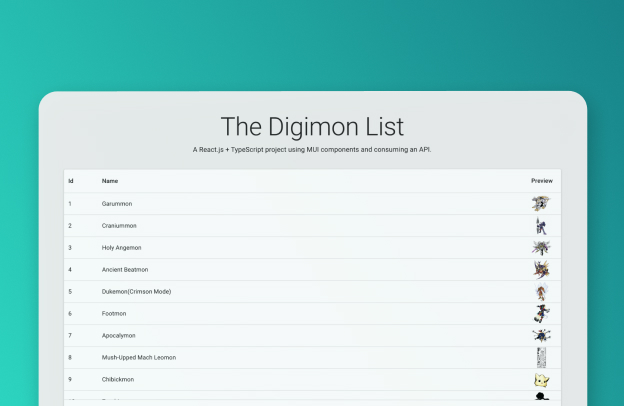 The Digimon List
A React.js + TypeScript project using MUI components and consuming an API.
Id Name Preview
1 Garummon
2 Craniummon
3 Holy Angemon
4 Ancient Beatmon
5 Dukemon(Crimson Mode)
6 Footmon
7 Apocalymon
8 Mush-Upped Mach Leomon
9 Chibickmon